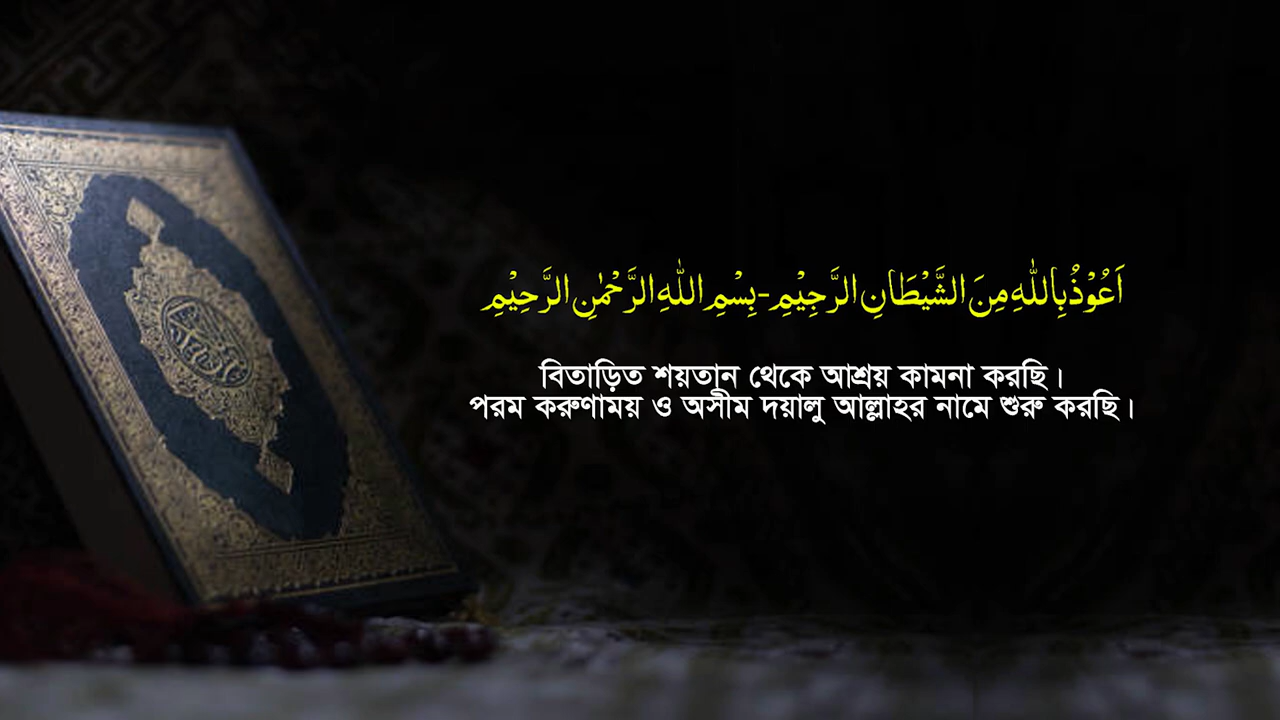 اَعُوْذُ بِاللّٰهِ مِنَ الشَّيْطَانِ الرَّجِيْمِ-بِسْمِ اللّٰهِ الرَّحْمٰنِ الرَّحِيْمِ
বিতাড়িত শয়তান থেকে আশ্রয় কামনা করছি।
পরম করুণাময় ও অসীম দয়ালু আল্লাহর নামে শুরু করছি।